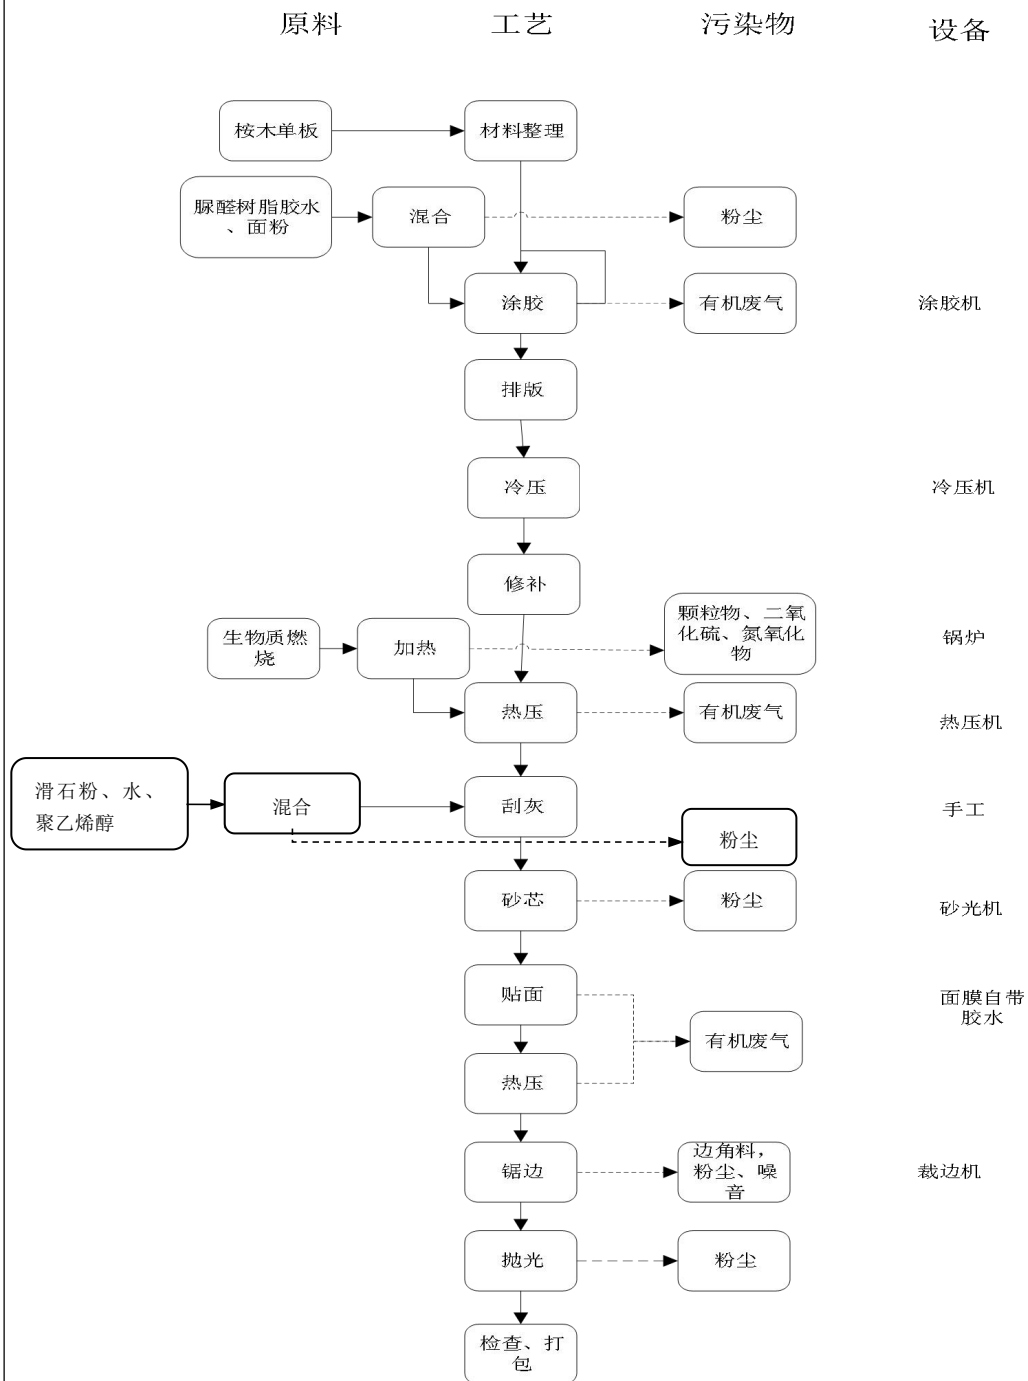 原料
工艺
污染物
设备
桉木单板
材料整理
脲醛树脂胶水
、面粉
混合
粉尘
涂胶
有机废气
涂胶机
排版
冷压
冷压机
修补
生物质燃
烧
加热
颗粒物、二氧
化硫、氮氧化
物
锅炉
热压
有机废气
热压机
滑石粉、水、
聚乙烯醇
混合
刮灰
手工
粉尘
砂芯
粉尘
砂光机
贴面
面膜自带
胶水
有机废气
热压
锯边
边角料，
粉尘、噪
音
裁边机
抛光
粉尘
检查、打
包